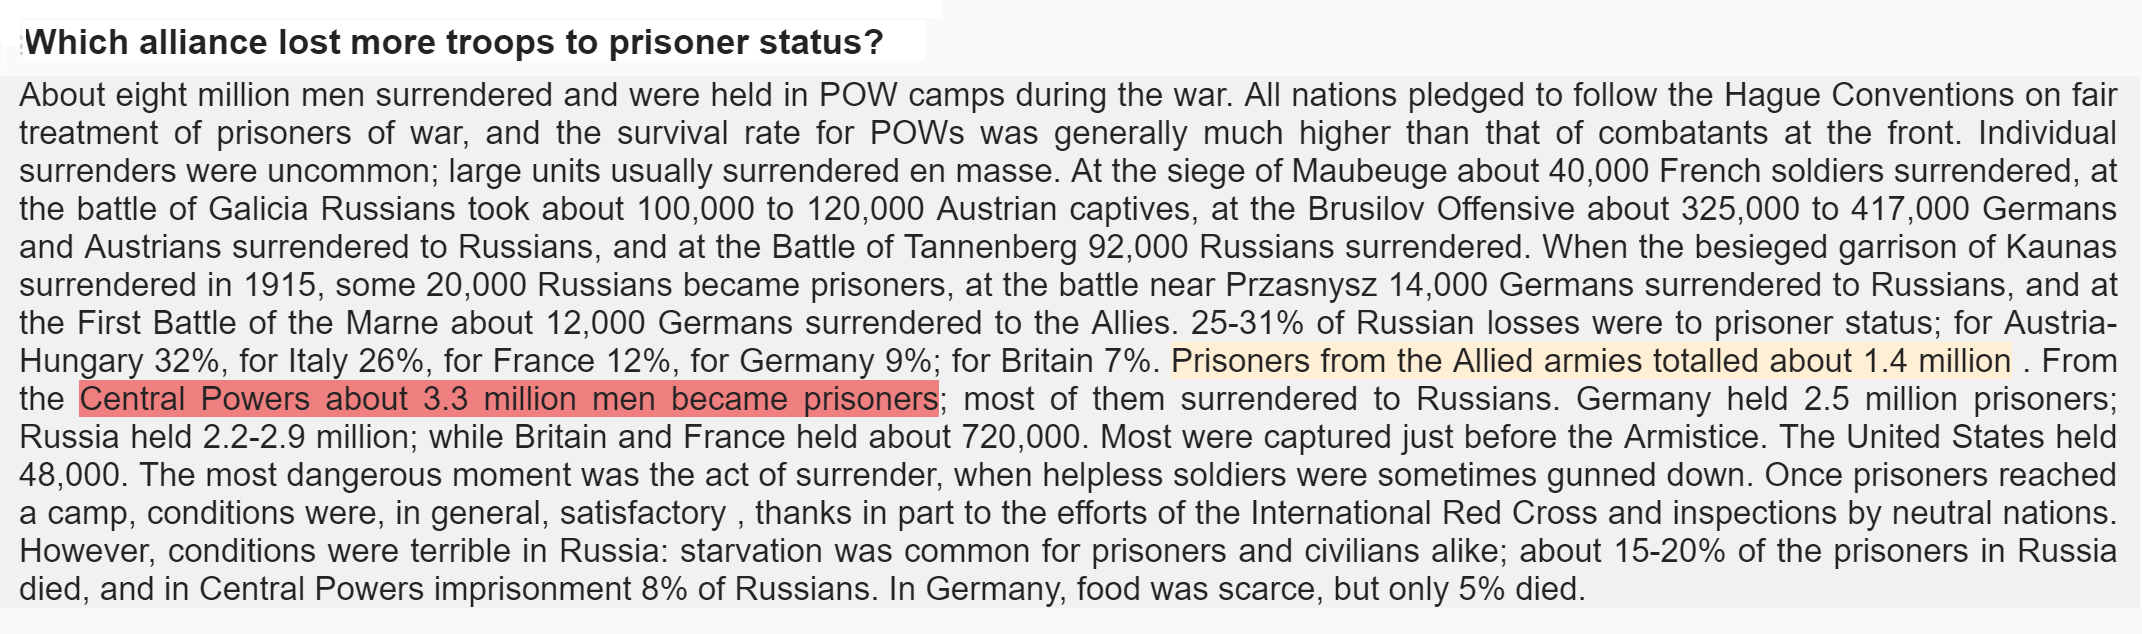 Which alliance lost more troops to prisoner status?
About eight million men surrendered and were held in POW camps during the war. All nations pledged to follow the Hague Conventions on fair
treatment of prisoners of war, and the survival rate for POWs was generally much higher than that of combatants at the front. Individual
surrenders were uncommon; large units usually surrendered en masse. At the siege of Maubeuge about 40,000 French soldiers surrendered, at
the battle of Galicia Russians took about 100,000 to 120,000 Austrian captives, at the Brusilov Offensive about 325,000 to 417,000 Germans
and Austrians surrendered to Russians, and at the Battle of Tannenberg 92,000 Russians surrendered. When the besieged garrison of Kaunas
surrendered in 1915, some 20,000 Russians became prisoners, at the battle near Przasnysz 14,000 Germans surrendered to Russians, and at
the First Battle of the Marne about 12,000 Germans surrendered to the Allies. 25-31% of Russian losses were to prisoner status; for Austria-
Hungary 32%, for Italy 26%, for France 12%, for Germany 9%; for Britain 7%. Prisoners from the Allied armies totalled about 1.4 million . From
the Central Powers about 3.3 million men became prisoners; most of them surrendered to Russians. Germany held 2.5 million prisoners;
Russia held 2.2-2.9 million; while Britain and France held about 720,000. Most were captured just before the Armistice. The United States held
48,000. The most dangerous moment was the act of surrender, when helpless soldiers were sometimes gunned down. Once prisoners reached
a camp, conditions were, in general, satisfactory , thanks in part to the efforts of the International Red Cross and inspections by neutral nations.
However, conditions were terrible in Russia: starvation was common for prisoners and civilians alike; about 15-20% of the prisoners in Russia
died, and in Central Powers imprisonment 8% of Russians. In Germany, food was scarce, but only 5% died.